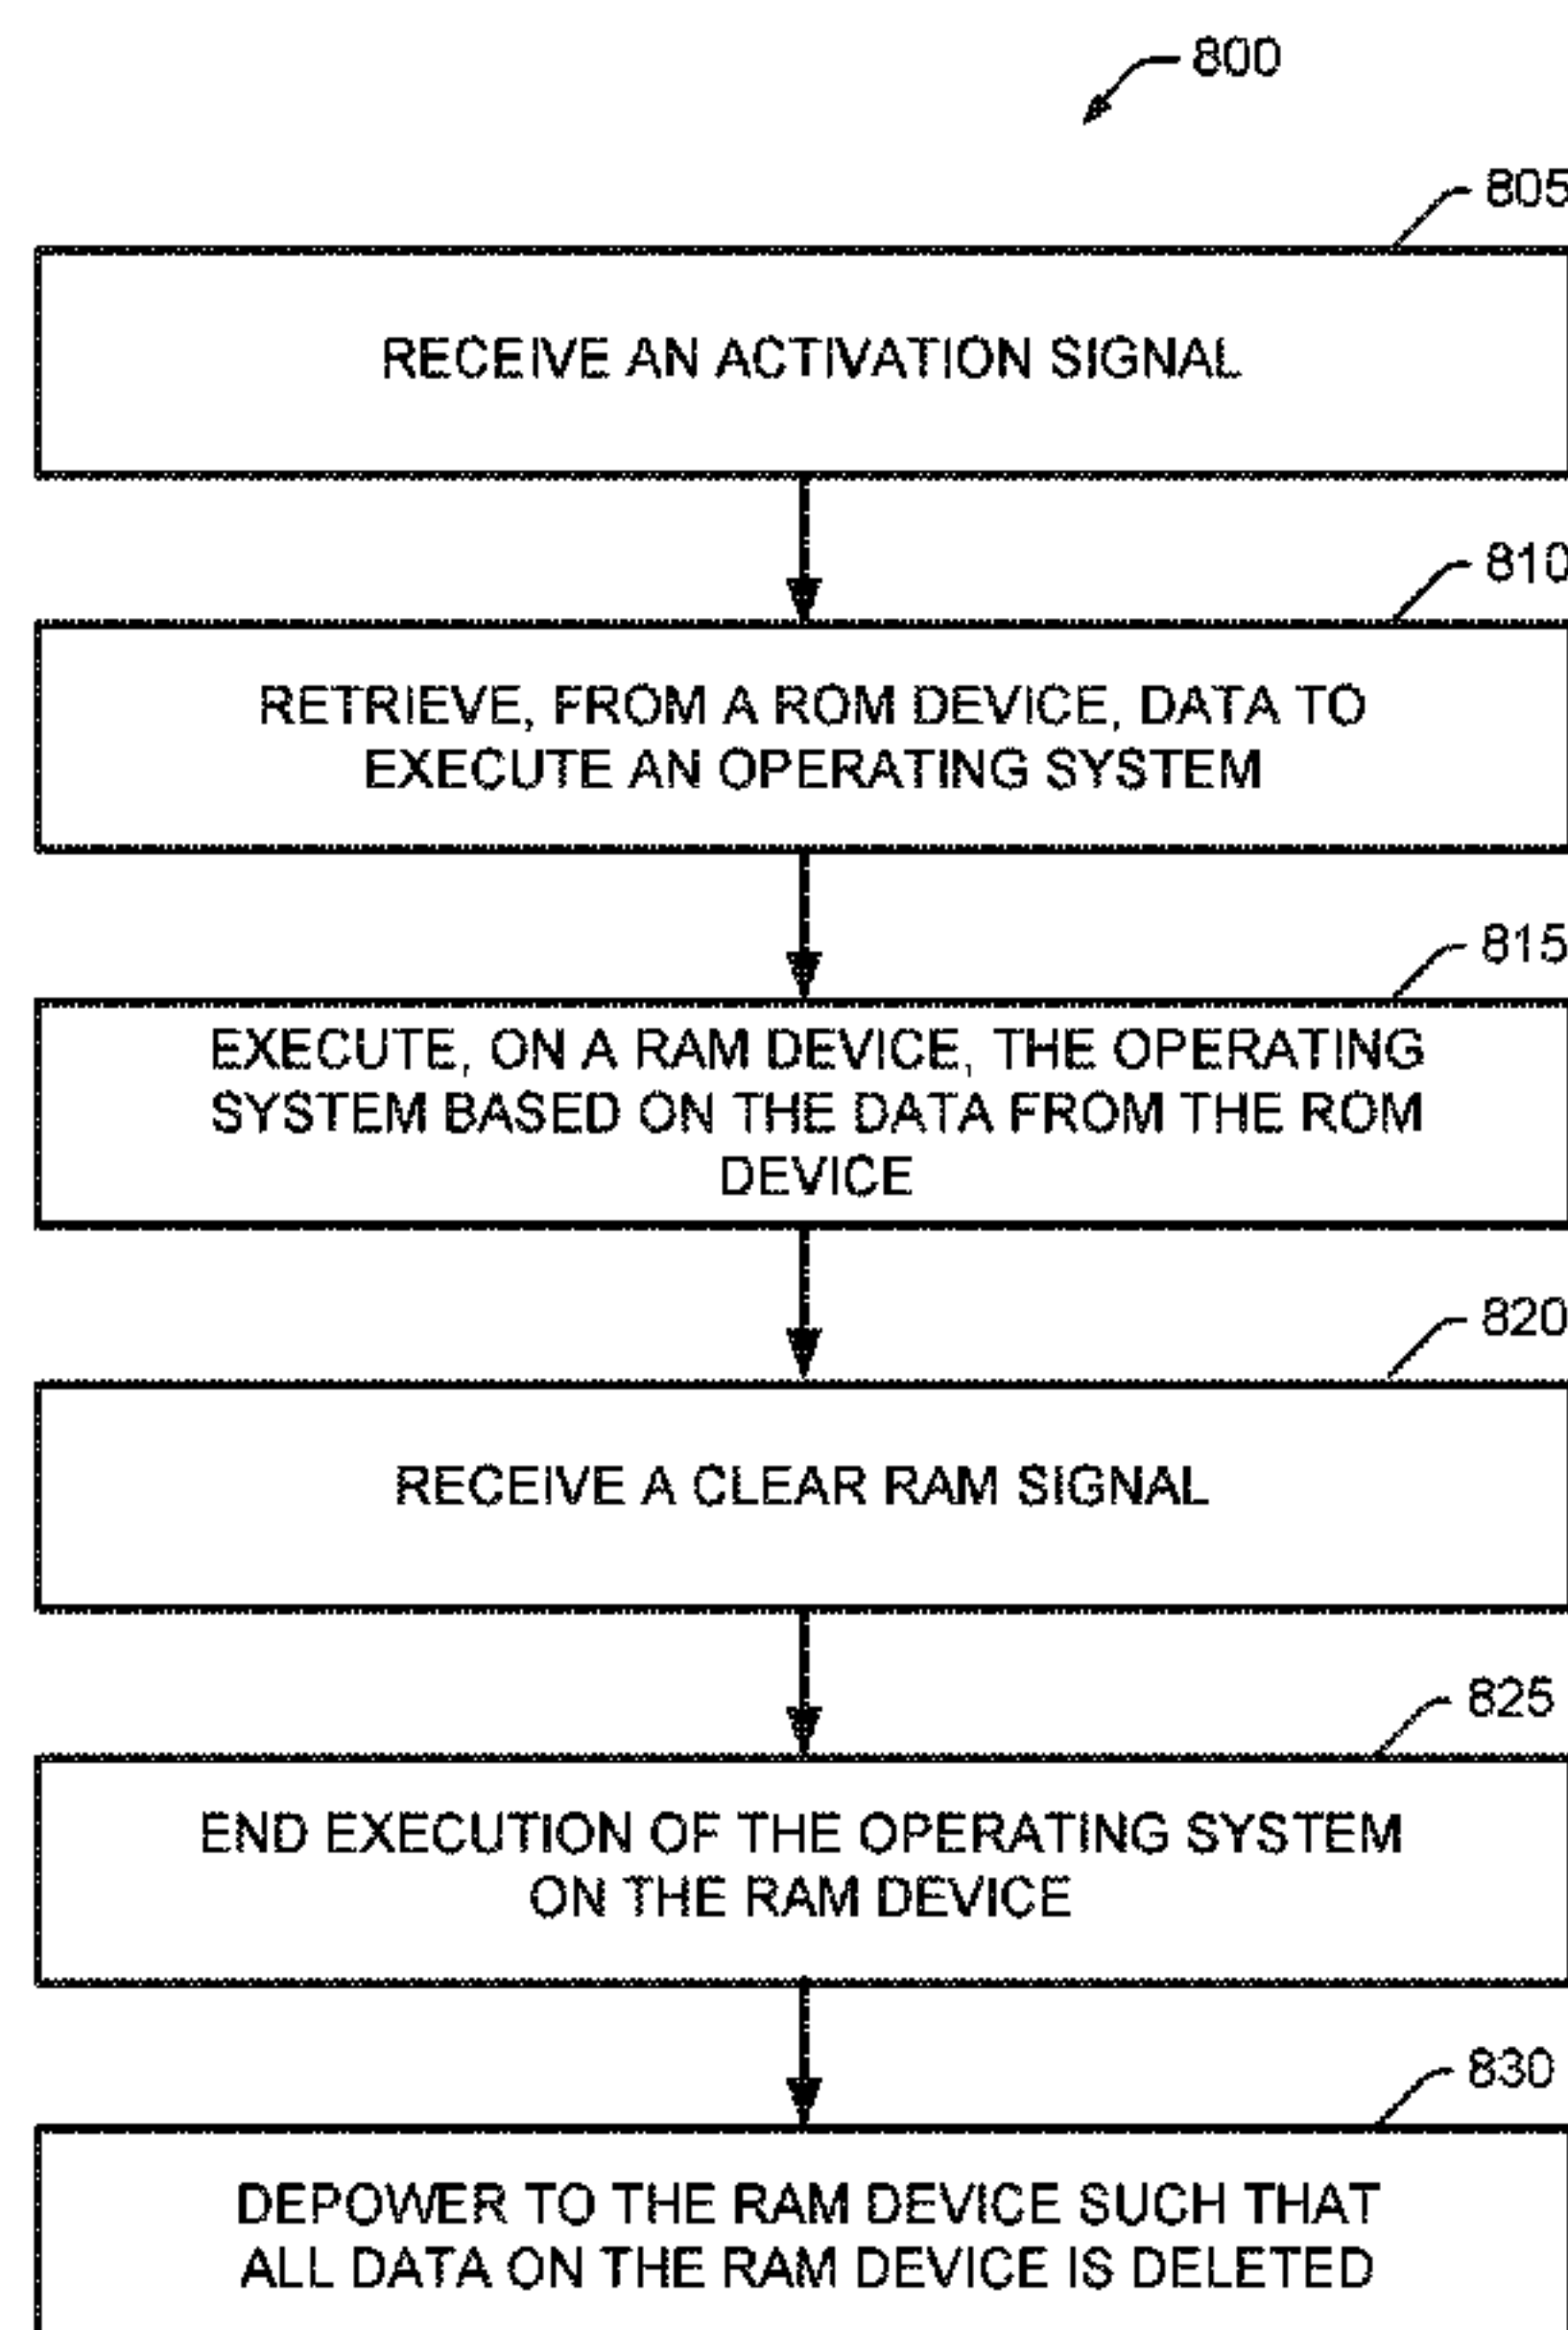 800
805
RECEIVE AN ACTIVATION SIGNAL
810
RETRIEVE, FROM A ROM DEVICE, DATA TO
EXECUTE AN OPERATING SYSTEM
815
EXECUTE, ON A RAM DEVICE, THE OPERATING
SYSTEM BASED ON THE DATA FROM THE ROM
DEVICE
820
RECEIVE A CLEAR RAM SIGNAL
825
END EXECUTION OF THE OPERATING SYSTEM
ON THE RAM DEVICE
830
DEPOWER TO THE RAM DEVICE SUCH THAT
ALL DATA ON THE RAM DEVICE IS DELETED